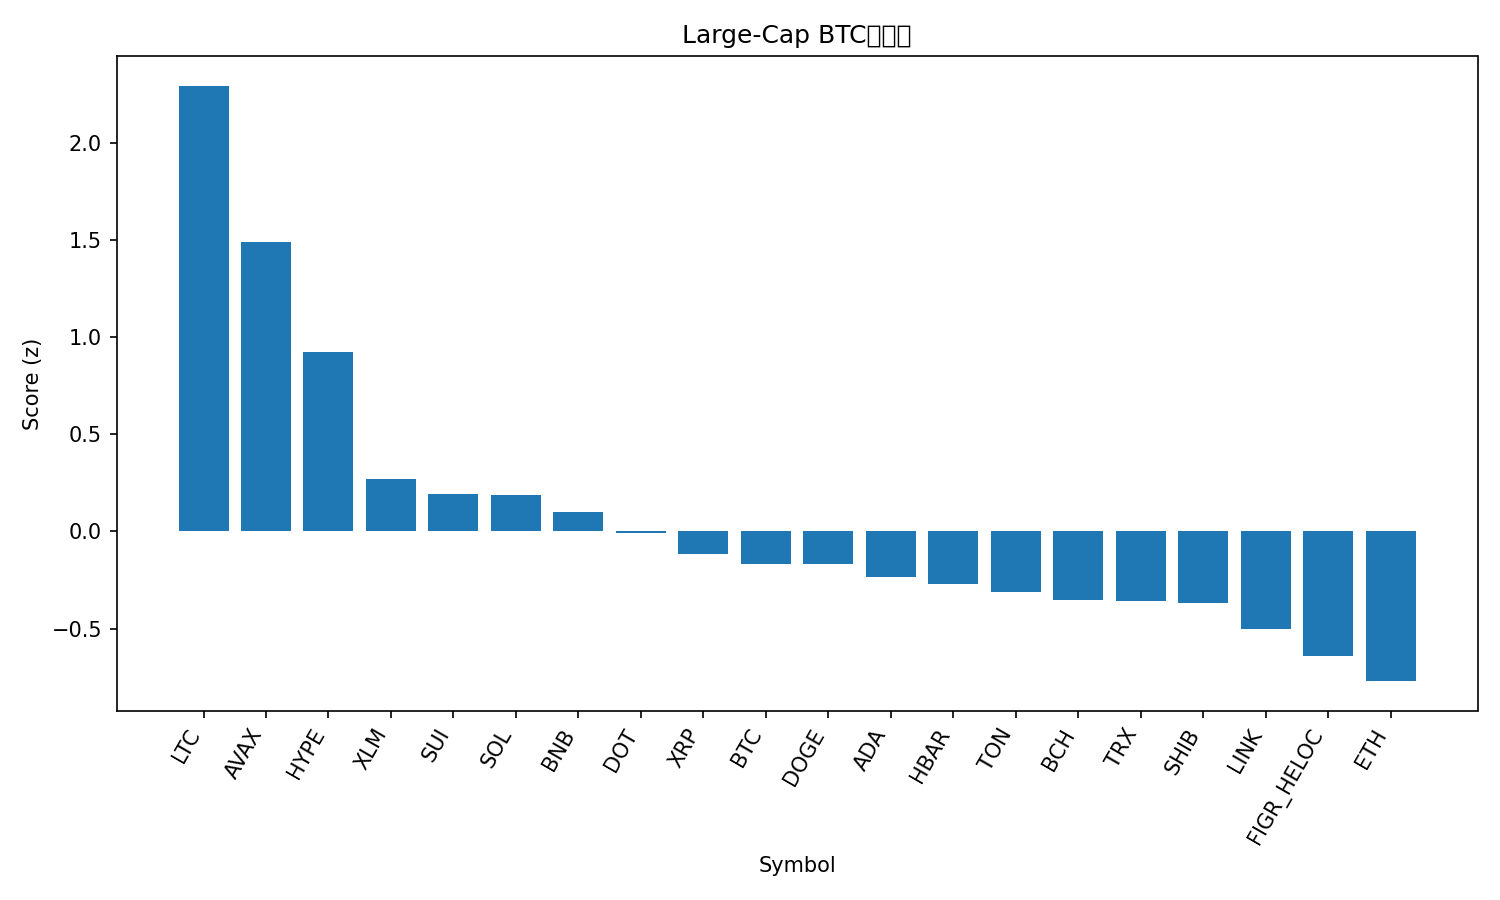 Large-Cap BTC
2.0
1.5
1.0
0.5
0.0
−0.5
Score (z)
LTC
AVAX
HYPE
XLM
SUI
SOL
BNB
DOT
XRP
BTC
DOGE
ADA
HBAR
TON
BCH
TRX
SHIB
LINK
FIGR_HELOC
ETH
Symbol